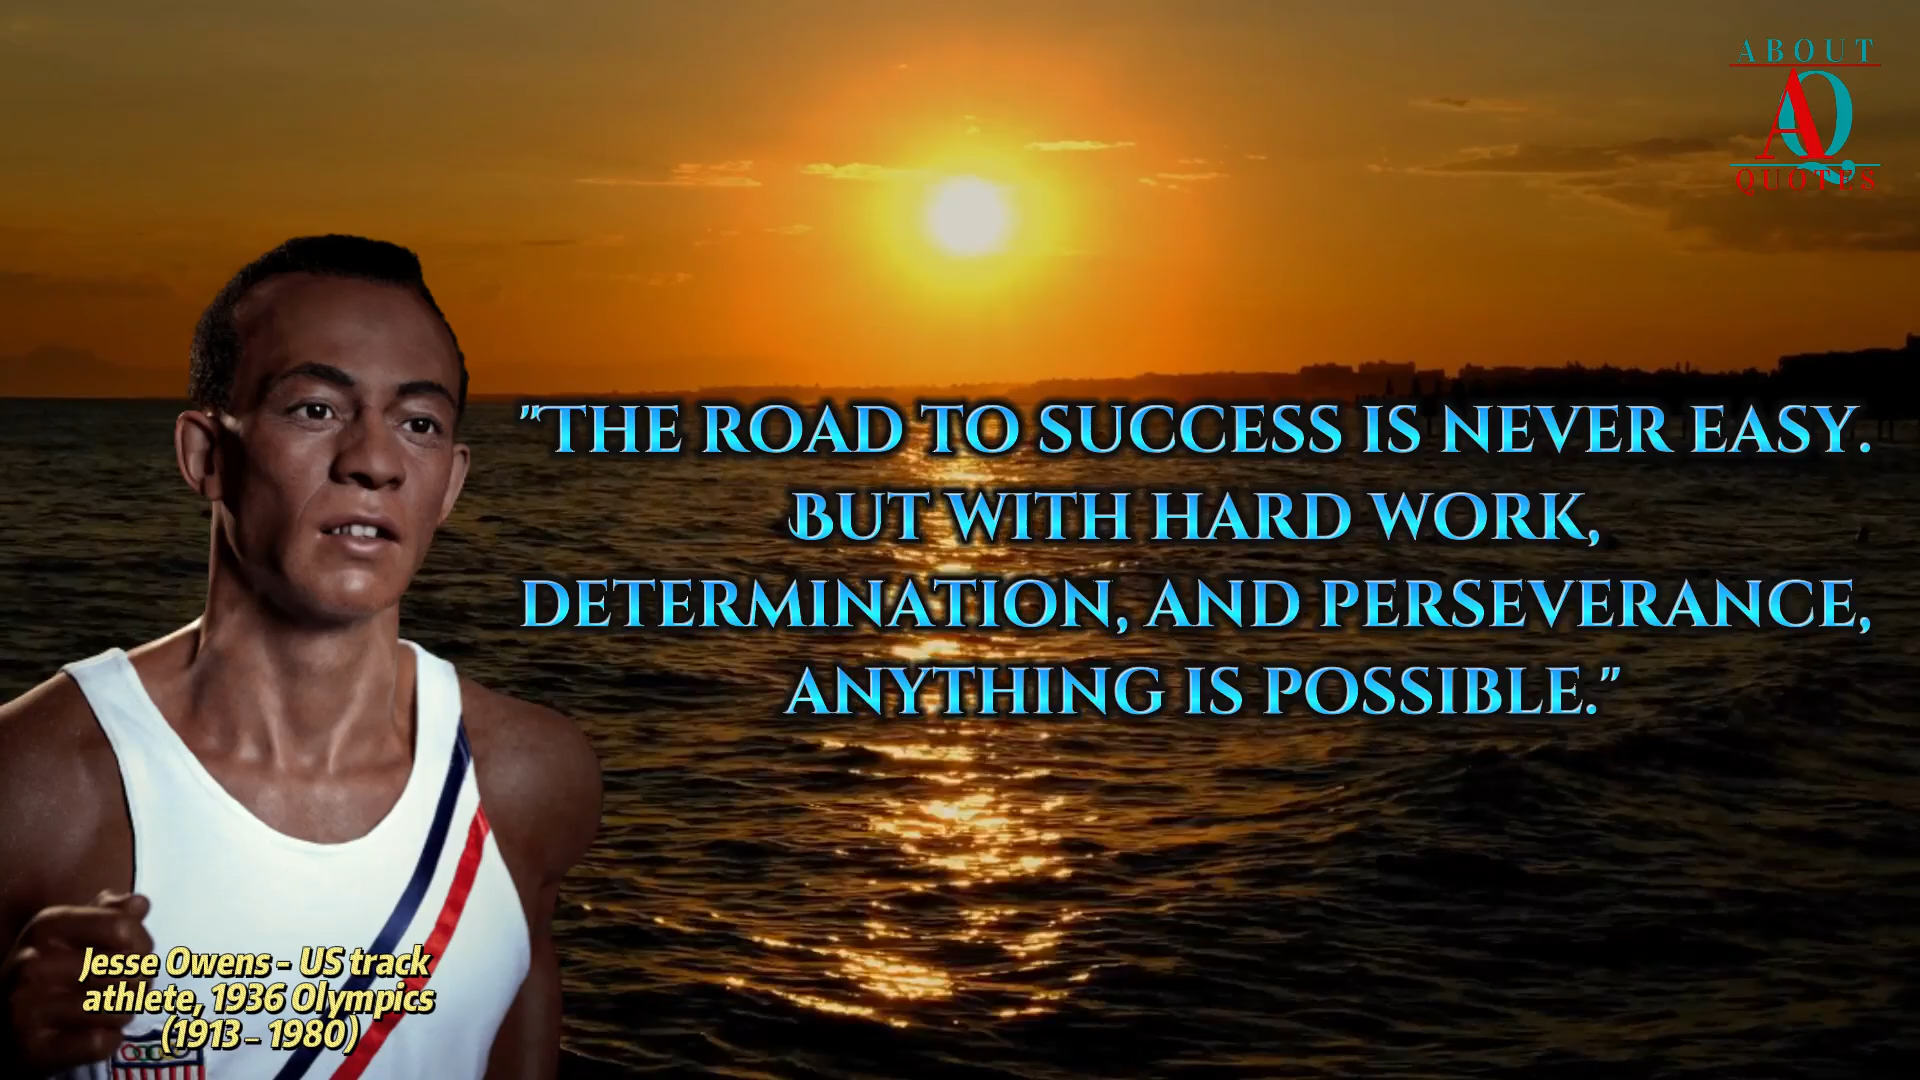 ABOUT
AQ
QUOTES
"THE ROAD TO SUCCESS IS NEVER EASY.
BUT WITH HARD WORK,
DETERMINATION, AND PERSEVERANCE,
ANYTHING IS POSSIBLE."
Jesse Owens - US track
athlete, 1936 Olympics
(1913 - 1980)